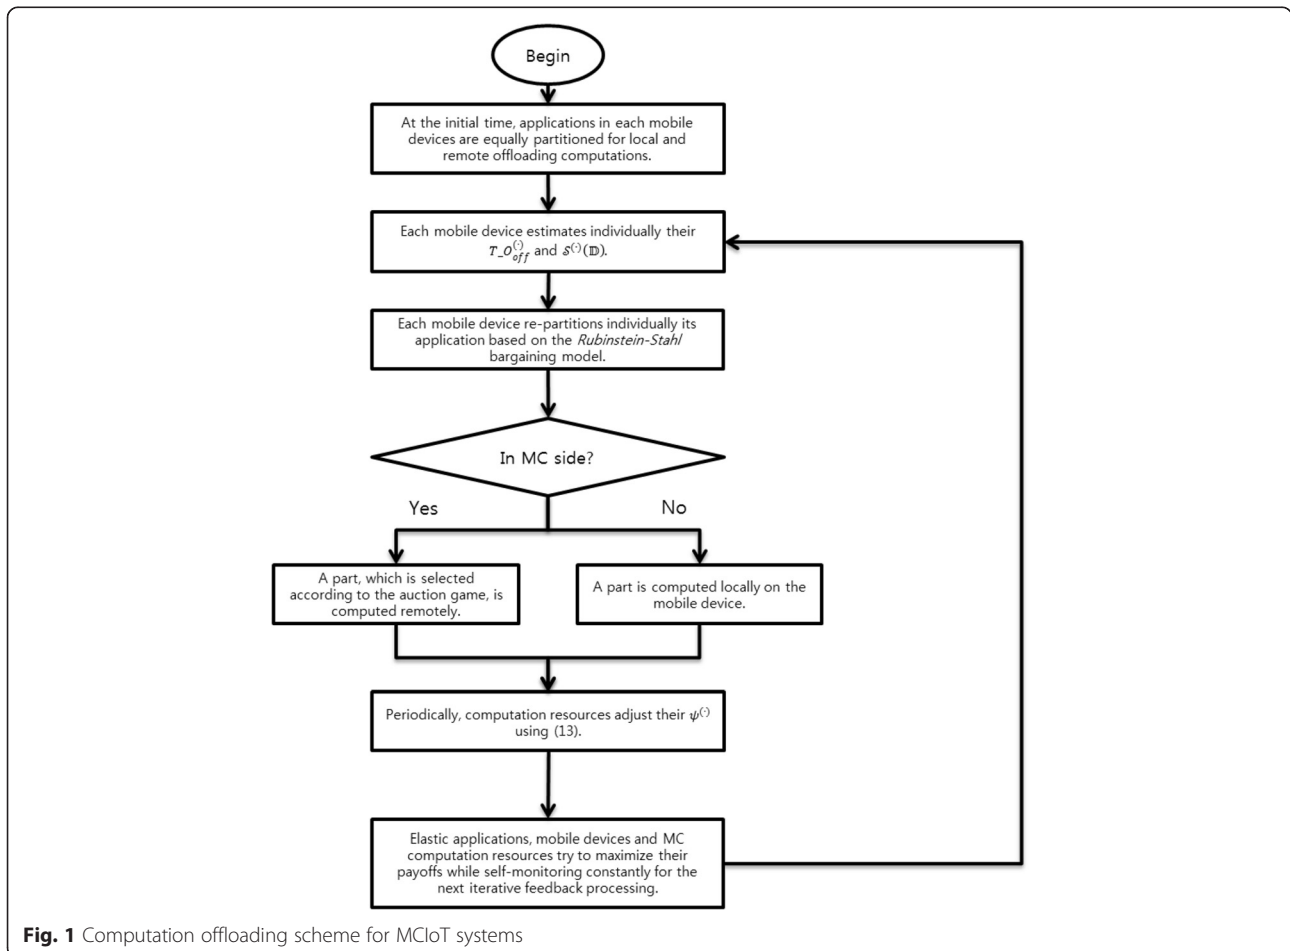 Begin
At the initial time, applications in each mobile
devices are equally partitioned for local and
remote offloading computations.
Each mobile device estimates individually their
T_O_{off}^{(·)} and 𝒮^{(·)}(𝔻).
Each mobile device re-partitions individually its
application based on the Rubinstein-Stahl
bargaining model.
In MC side?
Yes
No
A part, which is selected
according to the auction game, is
computed remotely.
A part is computed locally on the
mobile device.
Periodically, computation resources adjust their ψ^{(·)}
using (13).
Elastic applications, mobile devices and MC
computation resources try to maximize their
payoffs while self-monitoring constantly for the
next iterative feedback processing.
Fig. 1 Computation offloading scheme for MCIoT systems